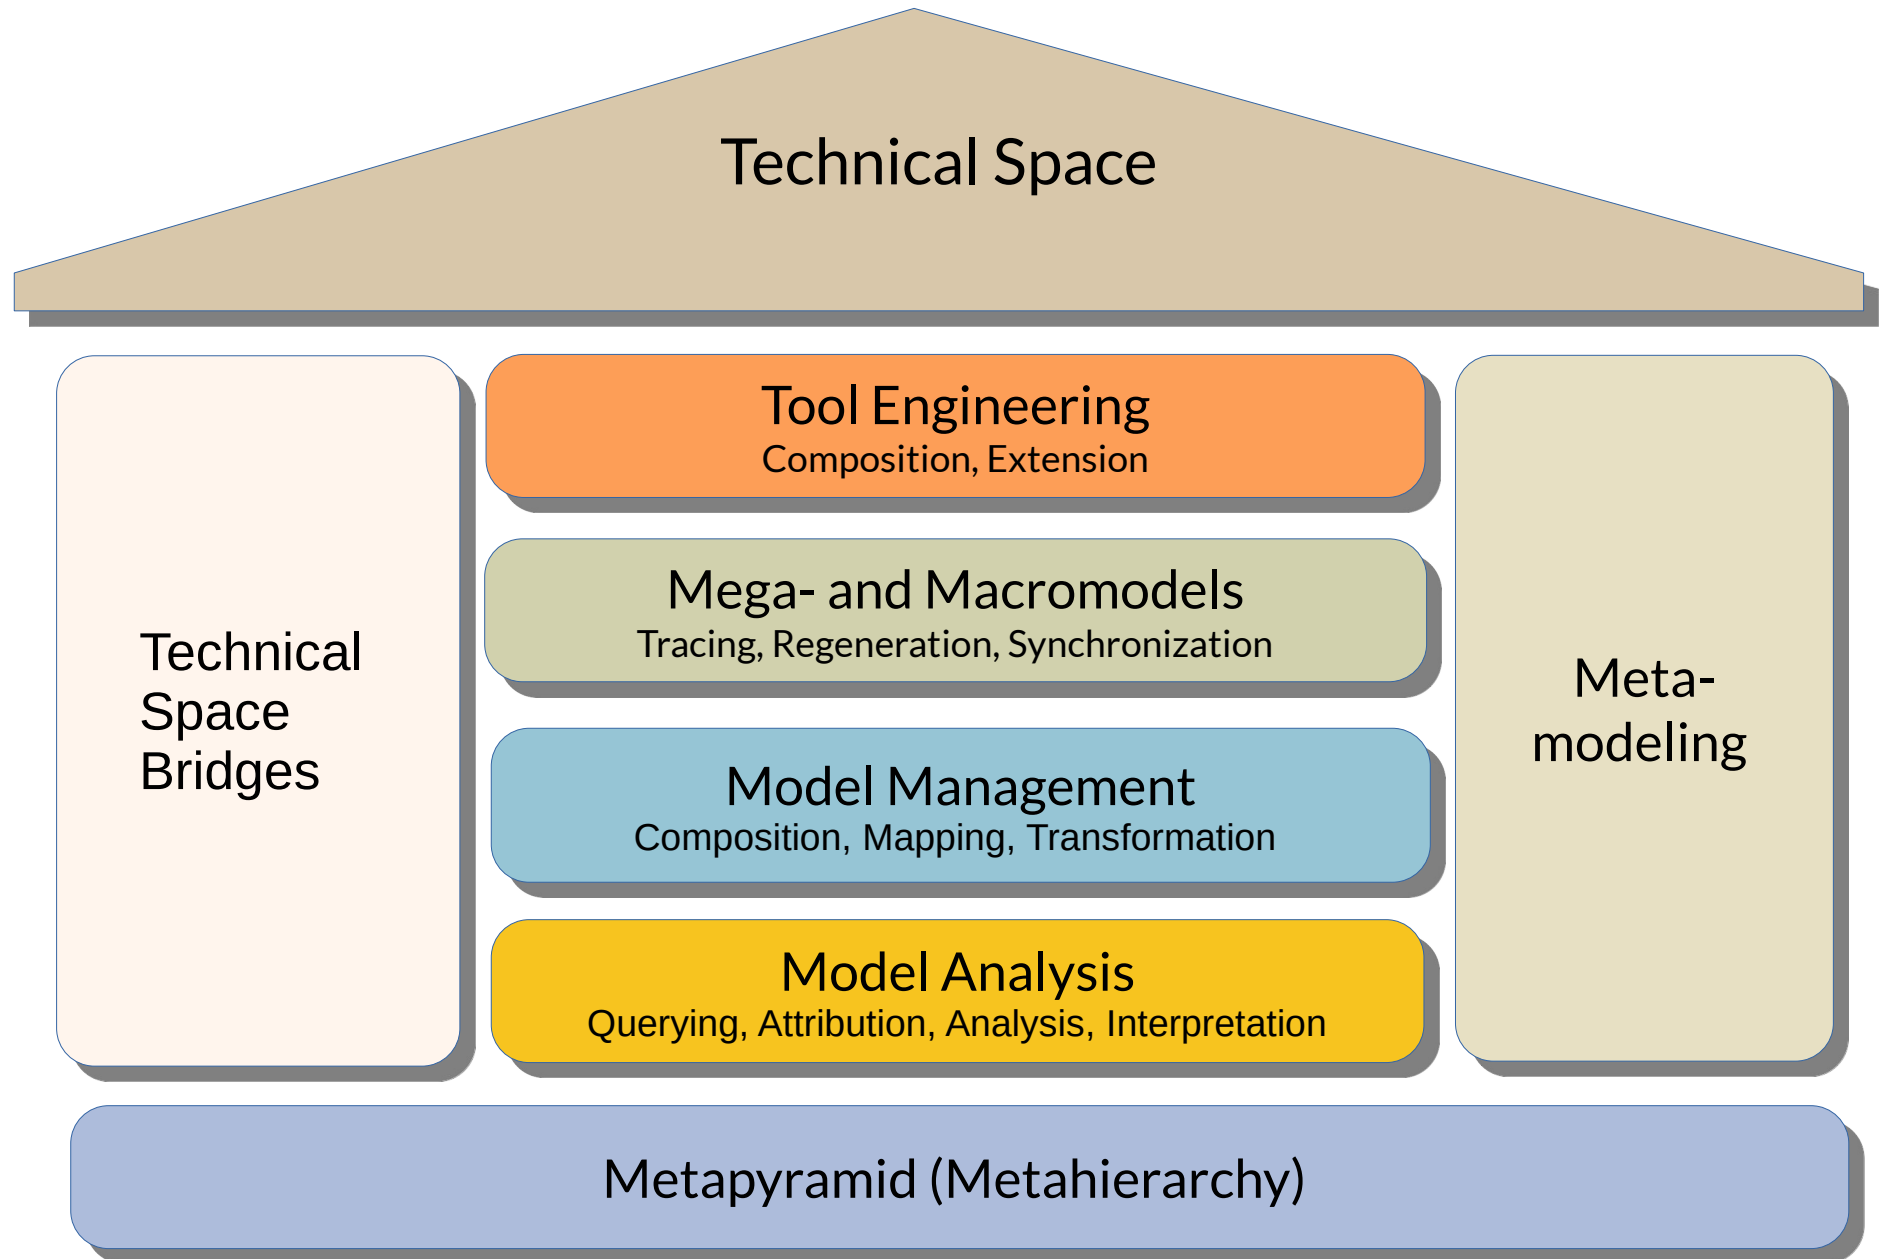 Technical Space
Technical
Space
Bridges
Tool Engineering
Composition, Extension
Mega- and Macromodels
Tracing, Regeneration, Synchronization
Model Management
Composition, Mapping, Transformation
Model Analysis
Querying, Attribution, Analysis, Interpretation
Meta-
modeling
Metapyramid (Metahierarchy)